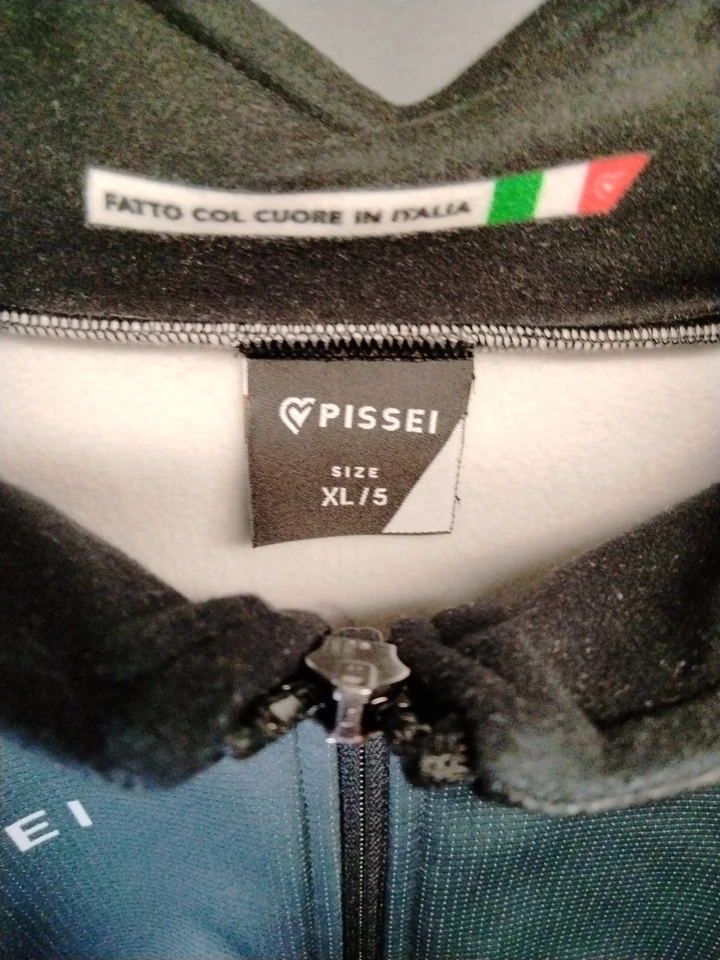 FATTO COL CUORE IN ITALIA
PISSEI
SIZE
XL/5
EI